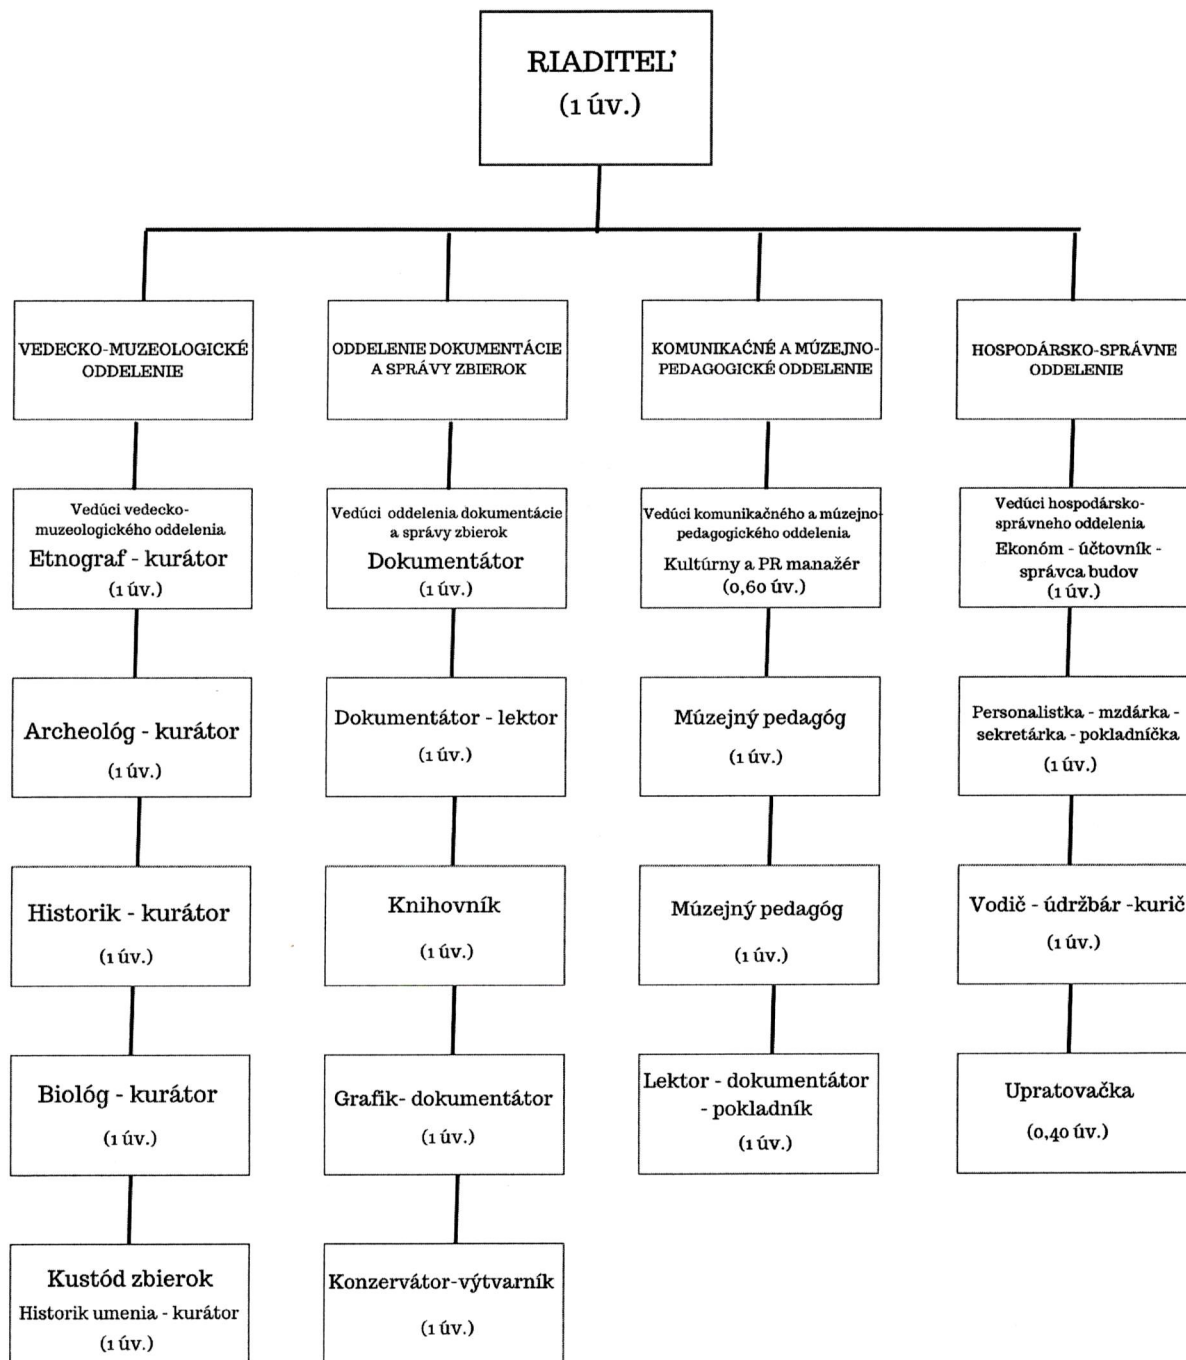 RIADITEĽ
(1 úv.)
VEDECKO-MUZEOLOGICKÉ
ODDELENIE
ODDELENIE DOKUMENTÁCIE
A SPRÁVY ZBIEROK
KOMUNIKAČNÉ A MÚZEJNO-
PEDAGOGICKÉ ODDELENIE
HOSPODÁRSKO-SPRÁVNE
ODDELENIE
Vedúci vedecko-
muzeologického oddelenia
Etnograf - kurátor
(1 úv.)
Vedúci oddelenia dokumentácie
a správy zbierok
Dokumentátor
(1 úv.)
Vedúci komunikačného a múzejno-
pedagogického oddelenia
Kultúrny a PR manažér
(0,60 úv.)
Vedúci hospodársko-
správneho oddelenia
Ekonóm - účtovník -
správca budov
(1 úv.)
Archeológ - kurátor
(1 úv.)
Dokumentátor - lektor
(1 úv.)
Múzejný pedagóg
(1 úv.)
Personalistka - mzdárka -
sekretárka - pokladníčka
(1 úv.)
Historik - kurátor
(1 úv.)
Knihovník
(1 úv.)
Múzejný pedagóg
(1 úv.)
Vodič - údržbár -kurič
(1 úv.)
Biológ - kurátor
(1 úv.)
Grafik- dokumentátor
(1 úv.)
Lektor - dokumentátor
- pokladník
(1 úv.)
Upratovačka
(0,40 úv.)
Kustód zbierok
Historik umenia - kurátor
(1 úv.)
Konzervátor-výtvarník
(1 úv.)